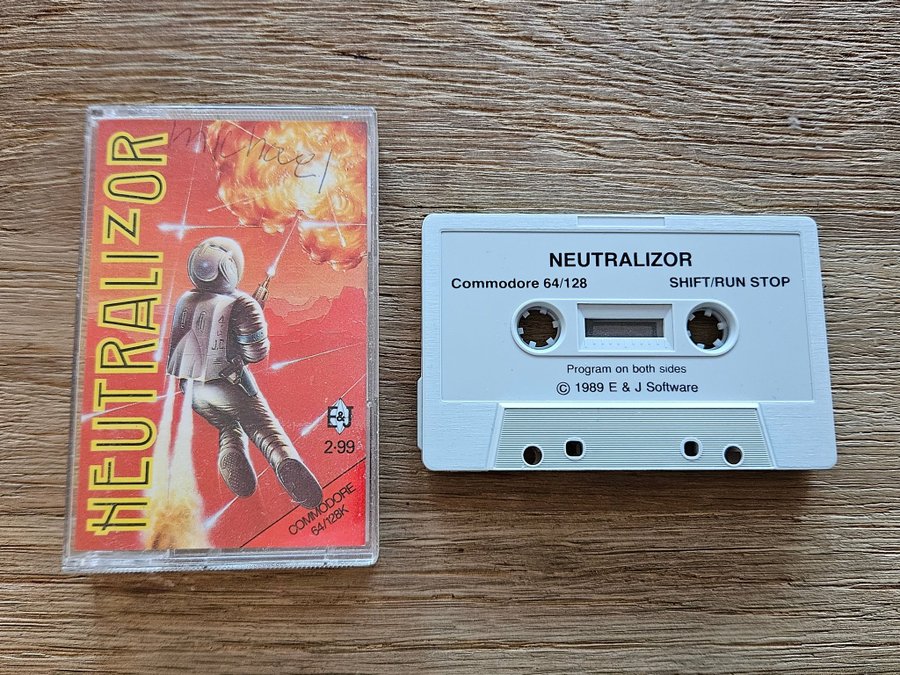 NEUTRALIZOR
michael
E&J
2·99
COMMODORE
64/128K
NEUTRALIZOR
Commodore 64/128
SHIFT/RUN STOP
Program on both sides
© 1989 E & J Software